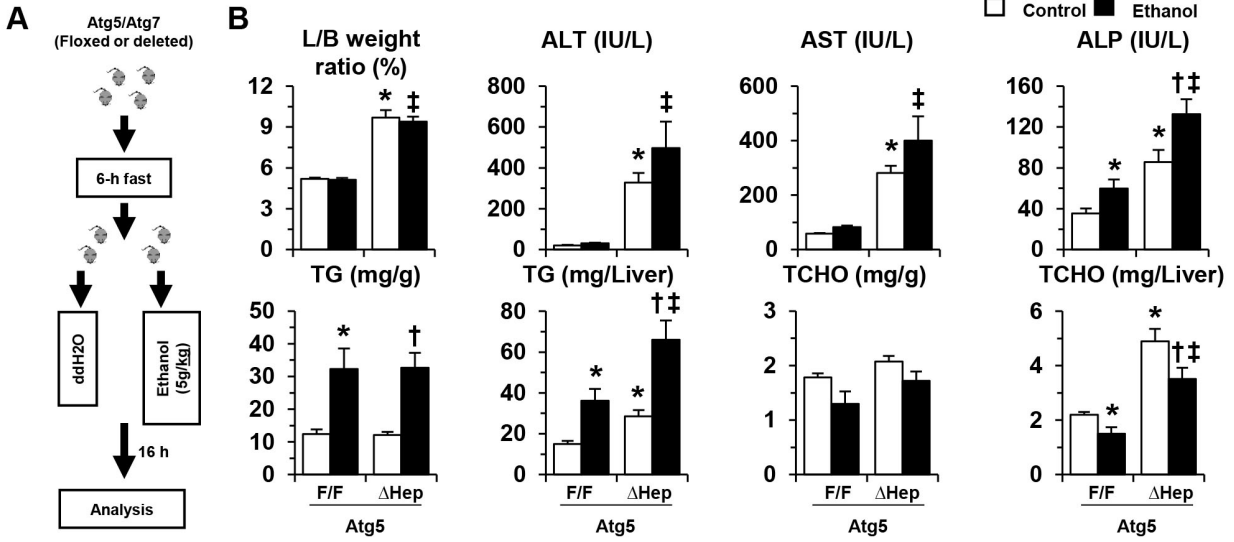 A
Atg5/Atg7
(Floxed or deleted)
6-h fast
ddH2O
Ethanol
(5g/kg)
16 h
Analysis
B
Control Ethanol
L/B weight
ratio (%)
12
9
6
3
0
*
‡
ALT (IU/L)
800
600
400
200
0
*
‡
AST (IU/L)
600
400
200
0
*
‡
ALP (IU/L)
160
120
80
40
0
*
*
†‡
TG (mg/g)
50
40
30
20
10
0
*
†
F/F ΔHep
Atg5
TG (mg/Liver)
80
60
40
20
0
*
*
†‡
F/F ΔHep
Atg5
TCHO (mg/g)
3
2
1
0
F/F ΔHep
Atg5
TCHO (mg/Liver)
6
4
2
0
*
*
†‡
F/F ΔHep
Atg5